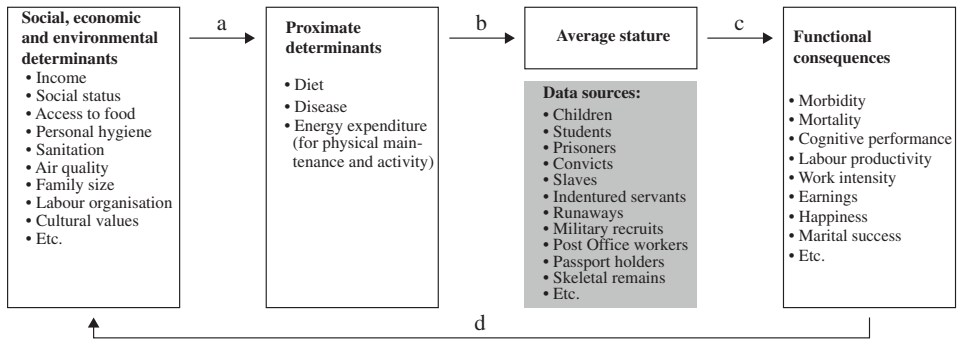 Social, economic
and environmental
determinants
• Income
• Social status
• Access to food
• Personal hygiene
• Sanitation
• Air quality
• Family size
• Labour organisation
• Cultural values
• Etc.
a
Proximate
determinants
• Diet
• Disease
• Energy expenditure
(for physical main-
tenance and activity)
b
Average stature
Data sources:
• Children
• Students
• Prisoners
• Convicts
• Slaves
• Indentured servants
• Runaways
• Military recruits
• Post Office workers
• Passport holders
• Skeletal remains
• Etc.
c
Functional
consequences
• Morbidity
• Mortality
• Cognitive performance
• Labour productivity
• Work intensity
• Earnings
• Happiness
• Marital success
• Etc.
d